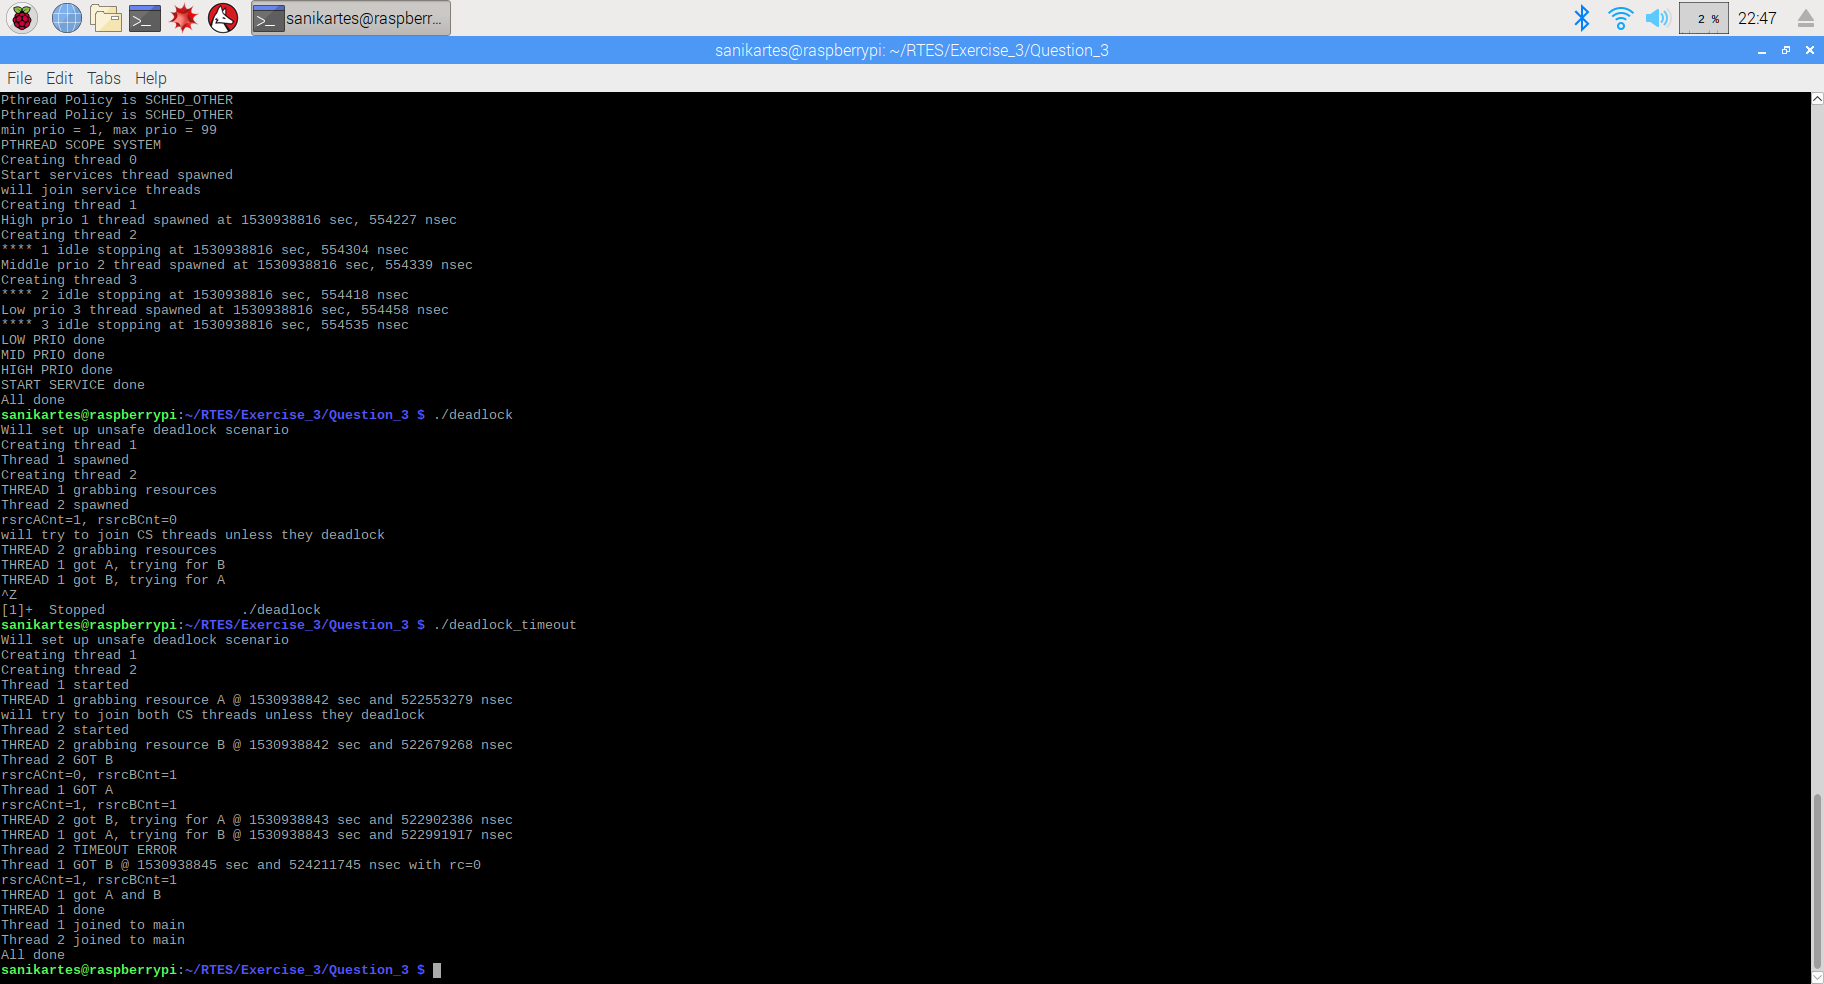 sanikartes@raspberr...
2 %
22:47
sanikartes@raspberrypi: ~/RTES/Exercise_3/Question_3
File Edit Tabs Help
Pthread Policy is SCHED_OTHER
Pthread Policy is SCHED_OTHER
min prio = 1, max prio = 99
PTHREAD SCOPE SYSTEM
Creating thread 0
Start services thread spawned
will join service threads
Creating thread 1
High prio 1 thread spawned at 1530938816 sec, 554227 nsec
Creating thread 2
**** 1 idle stopping at 1530938816 sec, 554304 nsec
Middle prio 2 thread spawned at 1530938816 sec, 554339 nsec
Creating thread 3
**** 2 idle stopping at 1530938816 sec, 554418 nsec
Low prio 3 thread spawned at 1530938816 sec, 554458 nsec
**** 3 idle stopping at 1530938816 sec, 554535 nsec
LOW PRIO done
MID PRIO done
HIGH PRIO done
START SERVICE done
All done
sanikartes@raspberrypi:~/RTES/Exercise_3/Question_3 $ ./deadlock
Will set up unsafe deadlock scenario
Creating thread 1
Thread 1 spawned
Creating thread 2
THREAD 1 grabbing resources
Thread 2 spawned
rsrcACnt=1, rsrcBCnt=0
will try to join CS threads unless they deadlock
THREAD 2 grabbing resources
THREAD 1 got A, trying for B
THREAD 1 got B, trying for A
^Z
[1]+  Stopped                 ./deadlock
sanikartes@raspberrypi:~/RTES/Exercise_3/Question_3 $ ./deadlock_timeout
Will set up unsafe deadlock scenario
Creating thread 1
Creating thread 2
Thread 1 started
THREAD 1 grabbing resource A @ 1530938842 sec and 522553279 nsec
will try to join both CS threads unless they deadlock
Thread 2 started
THREAD 2 grabbing resource B @ 1530938842 sec and 522679268 nsec
Thread 2 GOT B
rsrcACnt=0, rsrcBCnt=1
Thread 1 GOT A
rsrcACnt=1, rsrcBCnt=1
THREAD 2 got B, trying for A @ 1530938843 sec and 522902386 nsec
THREAD 1 got A, trying for B @ 1530938843 sec and 522991917 nsec
Thread 2 TIMEOUT ERROR
Thread 1 GOT B @ 1530938845 sec and 524211745 nsec with rc=0
rsrcACnt=1, rsrcBCnt=1
THREAD 1 got A and B
THREAD 1 done
Thread 1 joined to main
Thread 2 joined to main
All done
sanikartes@raspberrypi:~/RTES/Exercise_3/Question_3 $